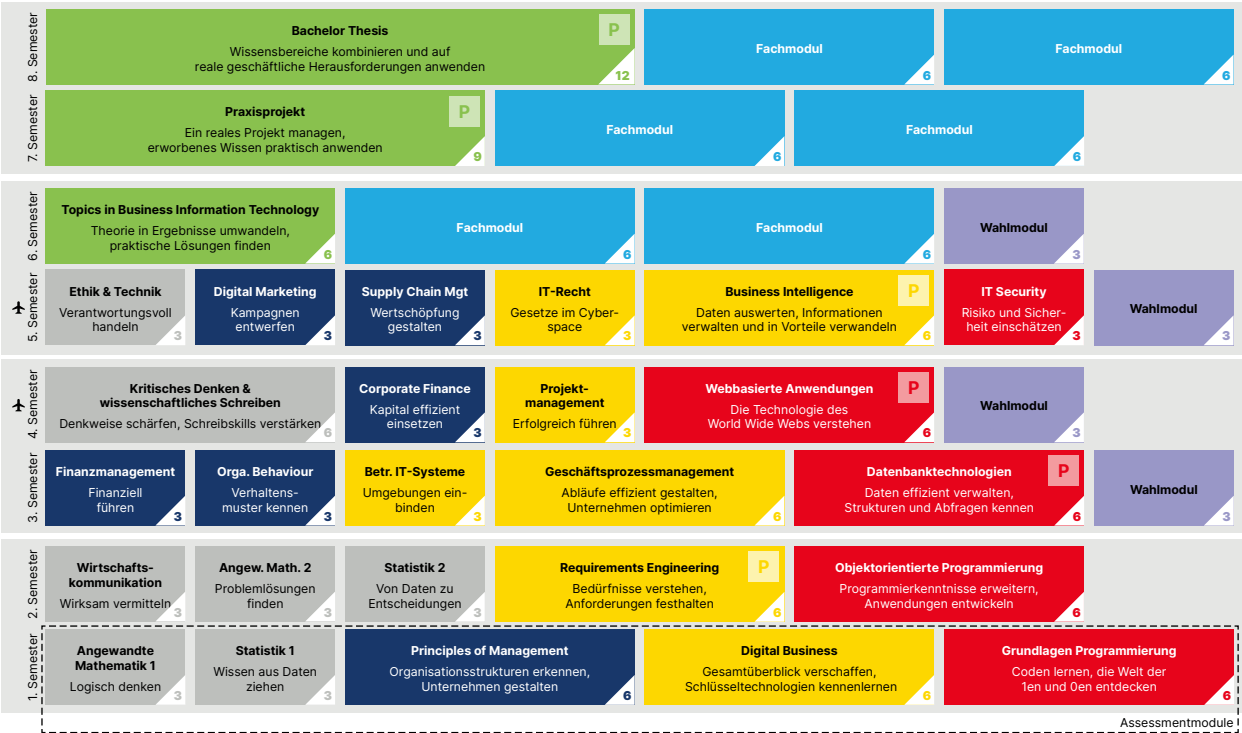 8. Semester
Bachelor Thesis
P
Wissensbereiche kombinieren und auf
reale geschäftliche Herausforderungen anwenden
12
Fachmodul
6
Fachmodul
6
7. Semester
Praxisprojekt
P
Ein reales Projekt managen,
erworbenes Wissen praktisch anwenden
9
Fachmodul
6
Fachmodul
6
6. Semester
Topics in Business Information Technology
Theorie in Ergebnisse umwandeln,
praktische Lösungen finden
6
Fachmodul
6
Fachmodul
6
Wahlmodul
3
5. Semester
Ethik & Technik
Verantwortungsvoll
handeln
3
Digital Marketing
Kampagnen
entwerfen
3
Supply Chain Mgt
Wertschöpfung
gestalten
3
IT-Recht
Gesetze im Cyber-
space
3
Business Intelligence
P
Daten auswerten, Informationen
verwalten und in Vorteile verwandeln
6
IT Security
Risiko und Sicher-
heit einschätzen
3
Wahlmodul
3
4. Semester
Kritisches Denken &
wissenschaftliches Schreiben
Denkweise schärfen, Schreibskills verstärken
6
Corporate Finance
Kapital effizient
einsetzen
3
Projekt-
management
Erfolgreich führen
3
Webbasierte Anwendungen
P
Die Technologie des
World Wide Webs verstehen
6
Wahlmodul
3
3. Semester
Finanzmanagement
Finanziell
führen
3
Orga. Behaviour
Verhaltens-
muster kennen
3
Betr. IT-Systeme
Umgebungen ein-
binden
3
Geschäftsprozessmanagement
Abläufe effizient gestalten,
Unternehmen optimieren
6
Datenbanktechnologien
P
Daten effizient verwalten,
Strukturen und Abfragen kennen
6
Wahlmodul
3
2. Semester
Wirtschafts-
kommunikation
Wirksam vermitteln
3
Angew. Math. 2
Problemlösungen
finden
3
Statistik 2
Von Daten zu
Entscheidungen
3
Requirements Engineering
P
Bedürfnisse verstehen,
Anforderungen festhalten
6
Objektorientierte Programmierung
Programmierkenntnisse erweitern,
Anwendungen entwickeln
6
1. Semester
Angewandte
Mathematik 1
Logisch denken
3
Statistik 1
Wissen aus Daten
ziehen
3
Principles of Management
Organisationsstrukturen erkennen,
Unternehmen gestalten
6
Digital Business
Gesamtüberblick verschaffen,
Schlüsseltechnologien kennenlernen
6
Grundlagen Programmierung
Coden lernen, die Welt der
1en und 0en entdecken
6
Assessmentmodule